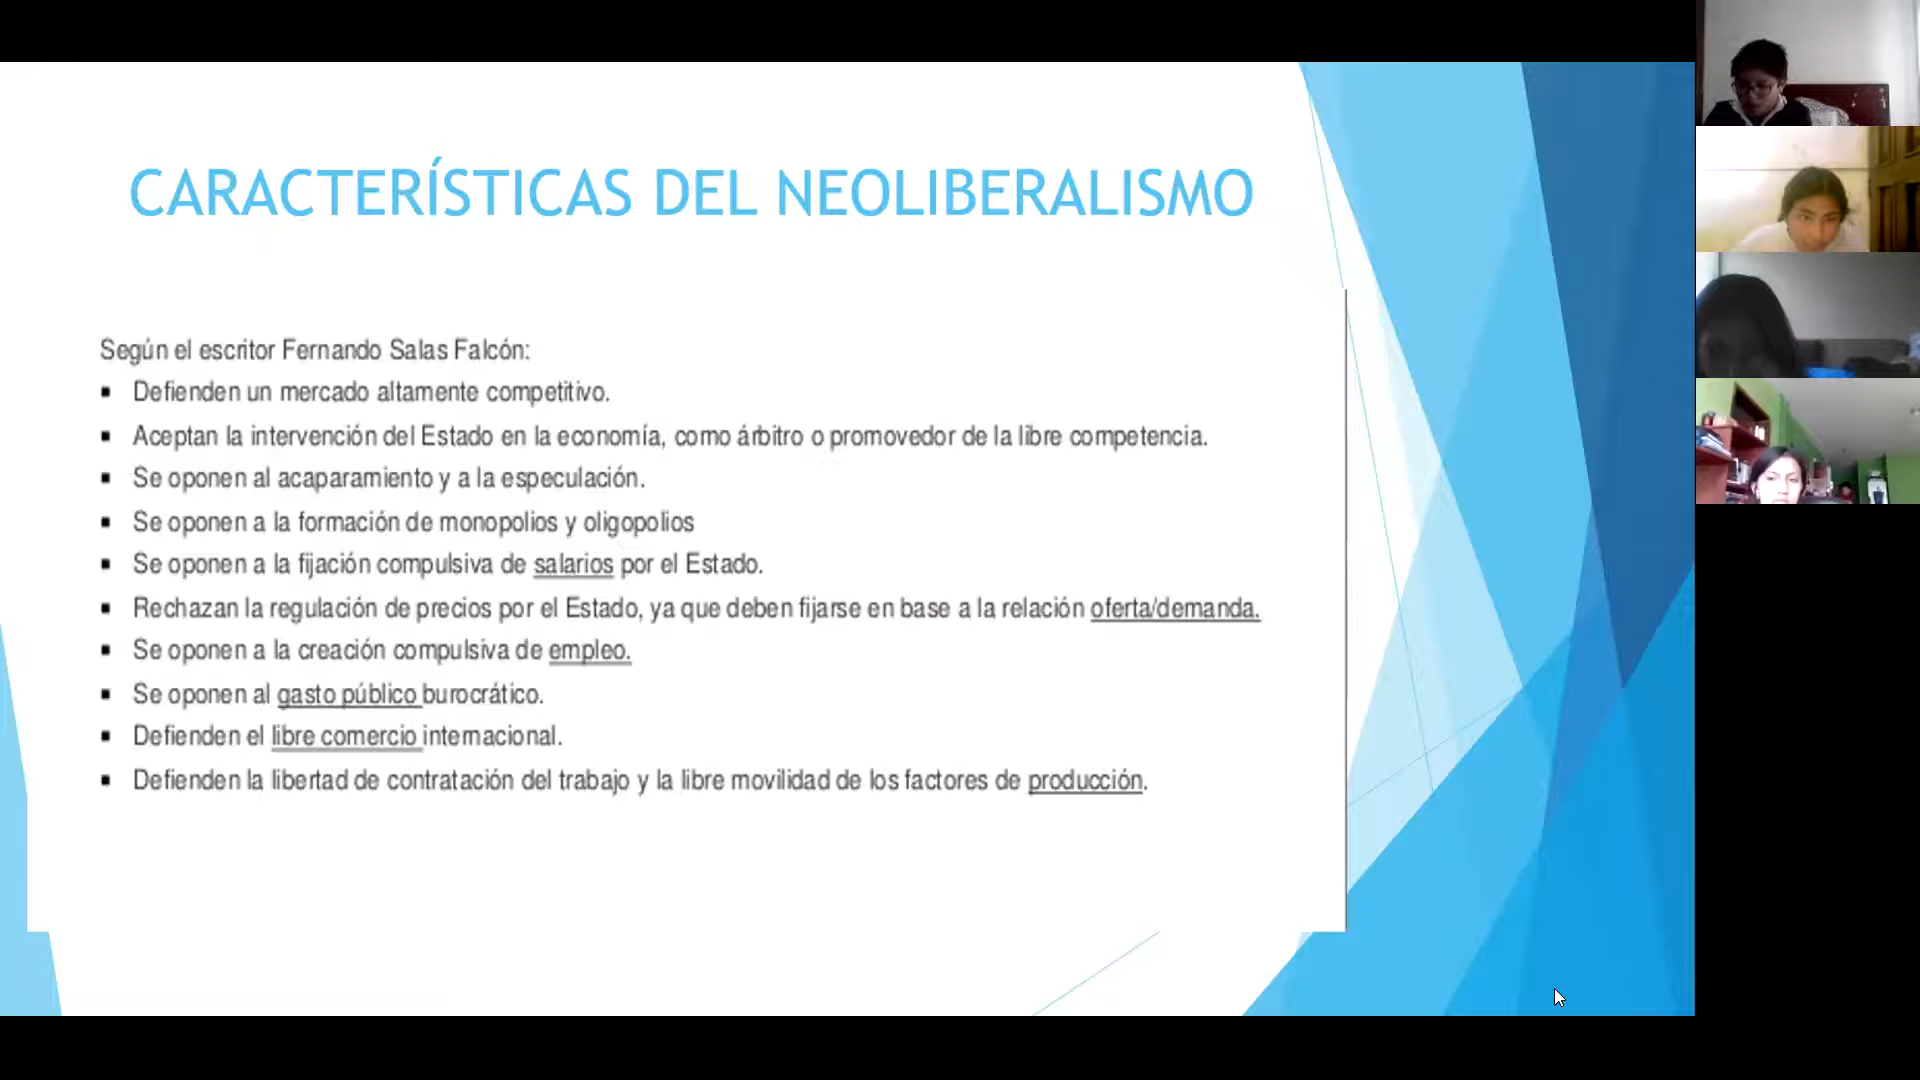 CARACTERÍSTICAS DEL NEOLIBERALISMO
Según el escritor Fernando Salas Falcón:
▪ Defienden un mercado altamente competitivo.
▪ Aceptan la intervención del Estado en la economía, como árbitro o promovedor de la libre competencia.
▪ Se oponen al acaparamiento y a la especulación.
▪ Se oponen a la formación de monopolios y oligopolios
▪ Se oponen a la fijación compulsiva de salarios por el Estado.
▪ Rechazan la regulación de precios por el Estado, ya que deben fijarse en base a la relación oferta/demanda.
▪ Se oponen a la creación compulsiva de empleo.
▪ Se oponen al gasto público burocrático.
▪ Defienden el libre comercio internacional.
▪ Defienden la libertad de contratación del trabajo y la libre movilidad de los factores de producción.